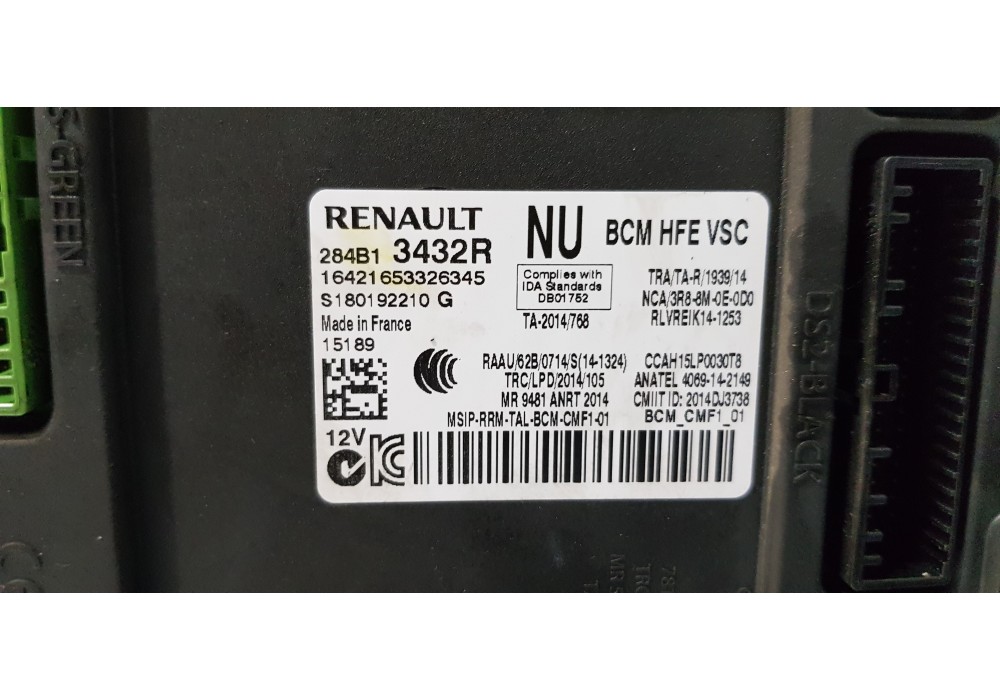 S-GREEN
RENAULT NU BCM HFE VSC
284B1 3432R
16421653326345
S180192210 G
Made in France
15189
Complies with
IDA Standards
DB01752
TA-2014/768
TRA/TA-R/1939/14
NCA/3R8-8M-0E-0D0
RLVREIK14-1253
RAAU/62B/0714/S(14-1324) CCAH15LP0030T8
TRC/LPD/2014/105 ANATEL 4069-14-2149
MR 9481 ANRT 2014 CMIIT ID: 2014DJ3738
MSIP-RRM-TAL-BCM-CMF1-01 BCM_CMF1_01
12V
DS2-BLACK